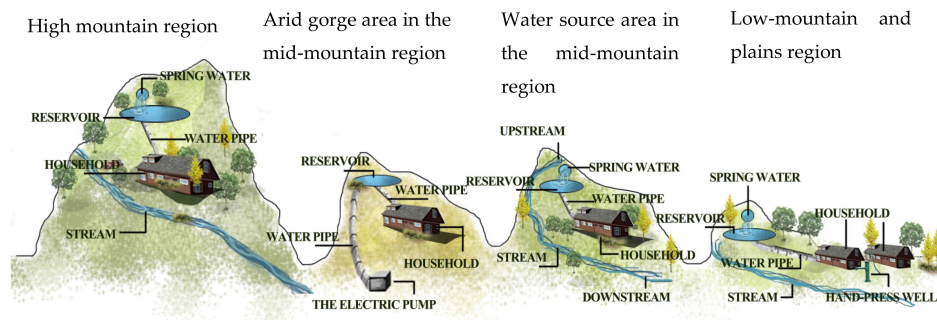 High mountain region
Arid gorge area in the
mid-mountain region
Water source area in
the mid-mountain
region
Low-mountain and
plains region
SPRING WATER
RESERVOIR
WATER PIPE
HOUSEHOLD
STREAM
RESERVOIR
WATER PIPE
WATER PIPE
HOUSEHOLD
THE ELECTRIC PUMP
UPSTREAM
SPRING WATER
RESERVOIR
WATER PIPE
STREAM
HOUSEHOLD
DOWNSTREAM
SPRING WATER
RESERVOIR
HOUSEHOLD
WATER PIPE
STREAM
HAND-PRESS WELL